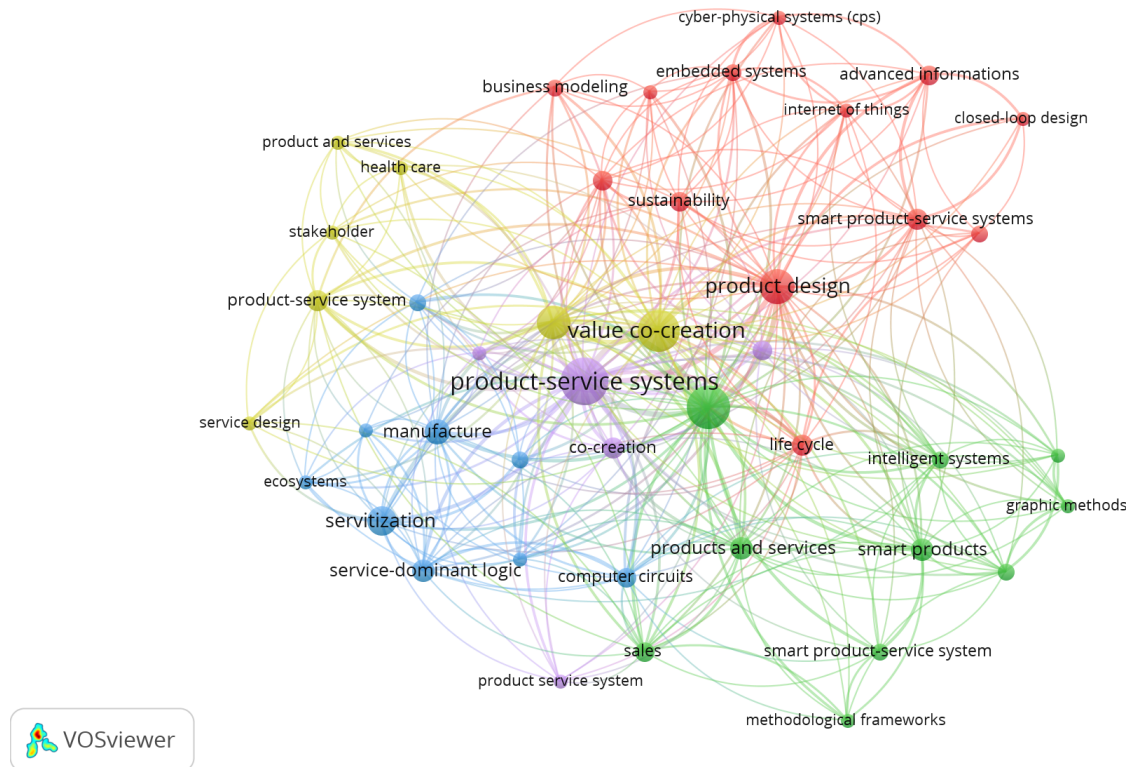 cyber-physical systems (cps)
embedded systems
advanced informations
business modeling
internet of things
closed-loop design
product and services
health care
sustainability
smart product-service systems
stakeholder
product design
product-service system
value co-creation
product-service systems
service design
manufacture
co-creation
life cycle
intelligent systems
ecosystems
graphic methods
servitization
products and services
smart products
service-dominant logic
computer circuits
sales
smart product-service system
product service system
methodological frameworks
VOSviewer